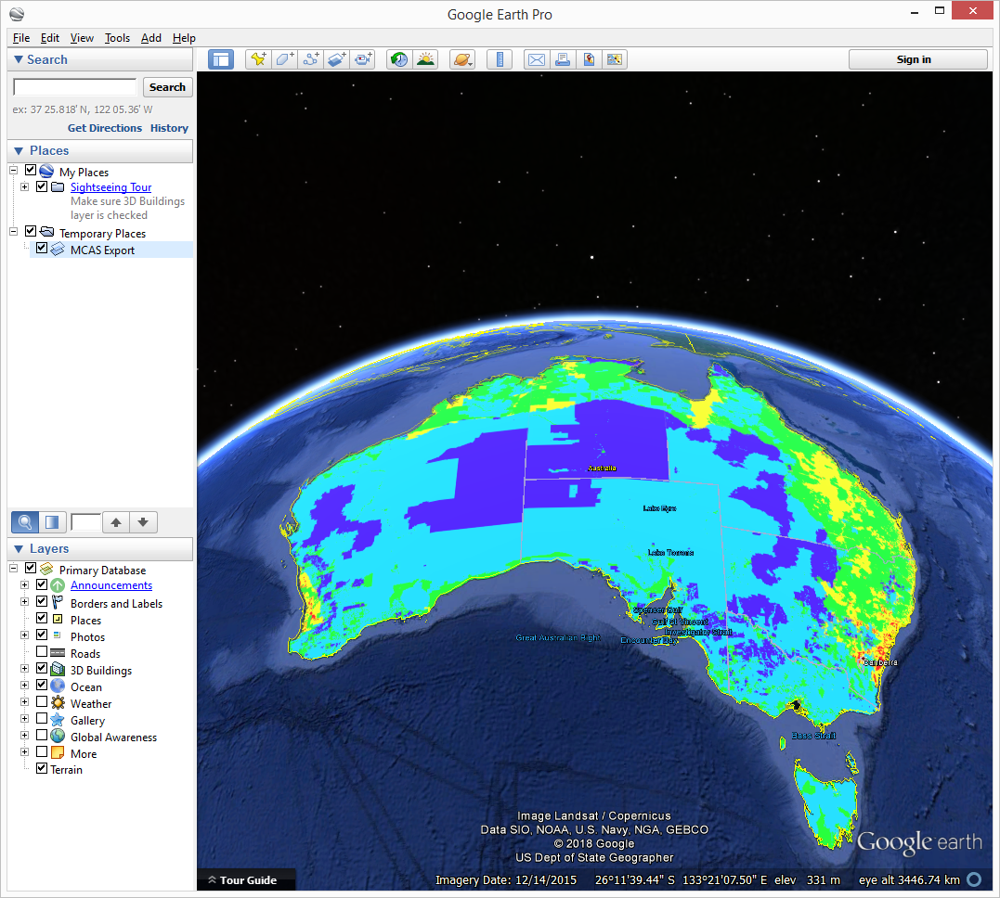 Google Earth Pro
File Edit View Tools Add Help
Search
Sign in
Search
ex: 37 25.818' N, 122 05.36' W
Get Directions History
Places
My Places
Sightseeing Tour
Make sure 3D Buildings
layer is checked
Temporary Places
MCAS Export
Layers
Primary Database
Announcements
Borders and Labels
Places
Photos
Roads
3D Buildings
Ocean
Weather
Gallery
Global Awareness
More
Terrain
Australia
Lake Eyre
Lake Torrens
Spencer Gulf
Gulf St Vincent
Investigator Strait
Great Australian Bight
Encounter Bay
Canberra
Bass Strait
Image Landsat / Copernicus
Data SIO, NOAA, U.S. Navy, NGA, GEBCO
© 2018 Google
US Dept of State Geographer
Google earth
Tour Guide
Imagery Date: 12/14/2015 26°11'39.44" S 133°21'07.50" E elev 331 m eye alt 3446.74 km